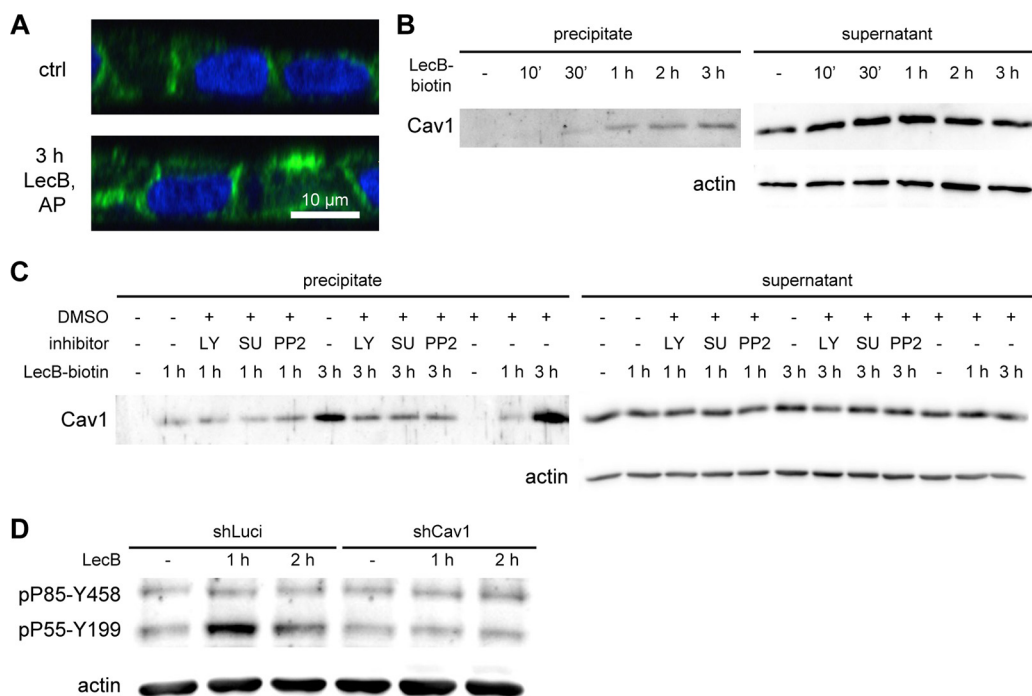 A
ctrl
3 h
LecB,
AP
10 µm
B
precipitate supernatant
LecB-
biotin
- 10' 30' 1 h 2 h 3 h - 10' 30' 1 h 2 h 3 h
Cav1
actin
C
precipitate supernatant
DMSO - - + + + - + + + + + + - - + + + - + + + + + +
inhibitor - - LY SU PP2 - LY SU PP2 - - - - - LY SU PP2 - LY SU PP2 - - -
LecB-biotin - 1 h 1 h 1 h 1 h 3 h 3 h 3 h 3 h - 1 h 3 h - 1 h 1 h 1 h 1 h 3 h 3 h 3 h 3 h - 1 h 3 h
Cav1
actin
D
shLuci shCav1
LecB - 1 h 2 h - 1 h 2 h
pP85-Y458
pP55-Y199
actin